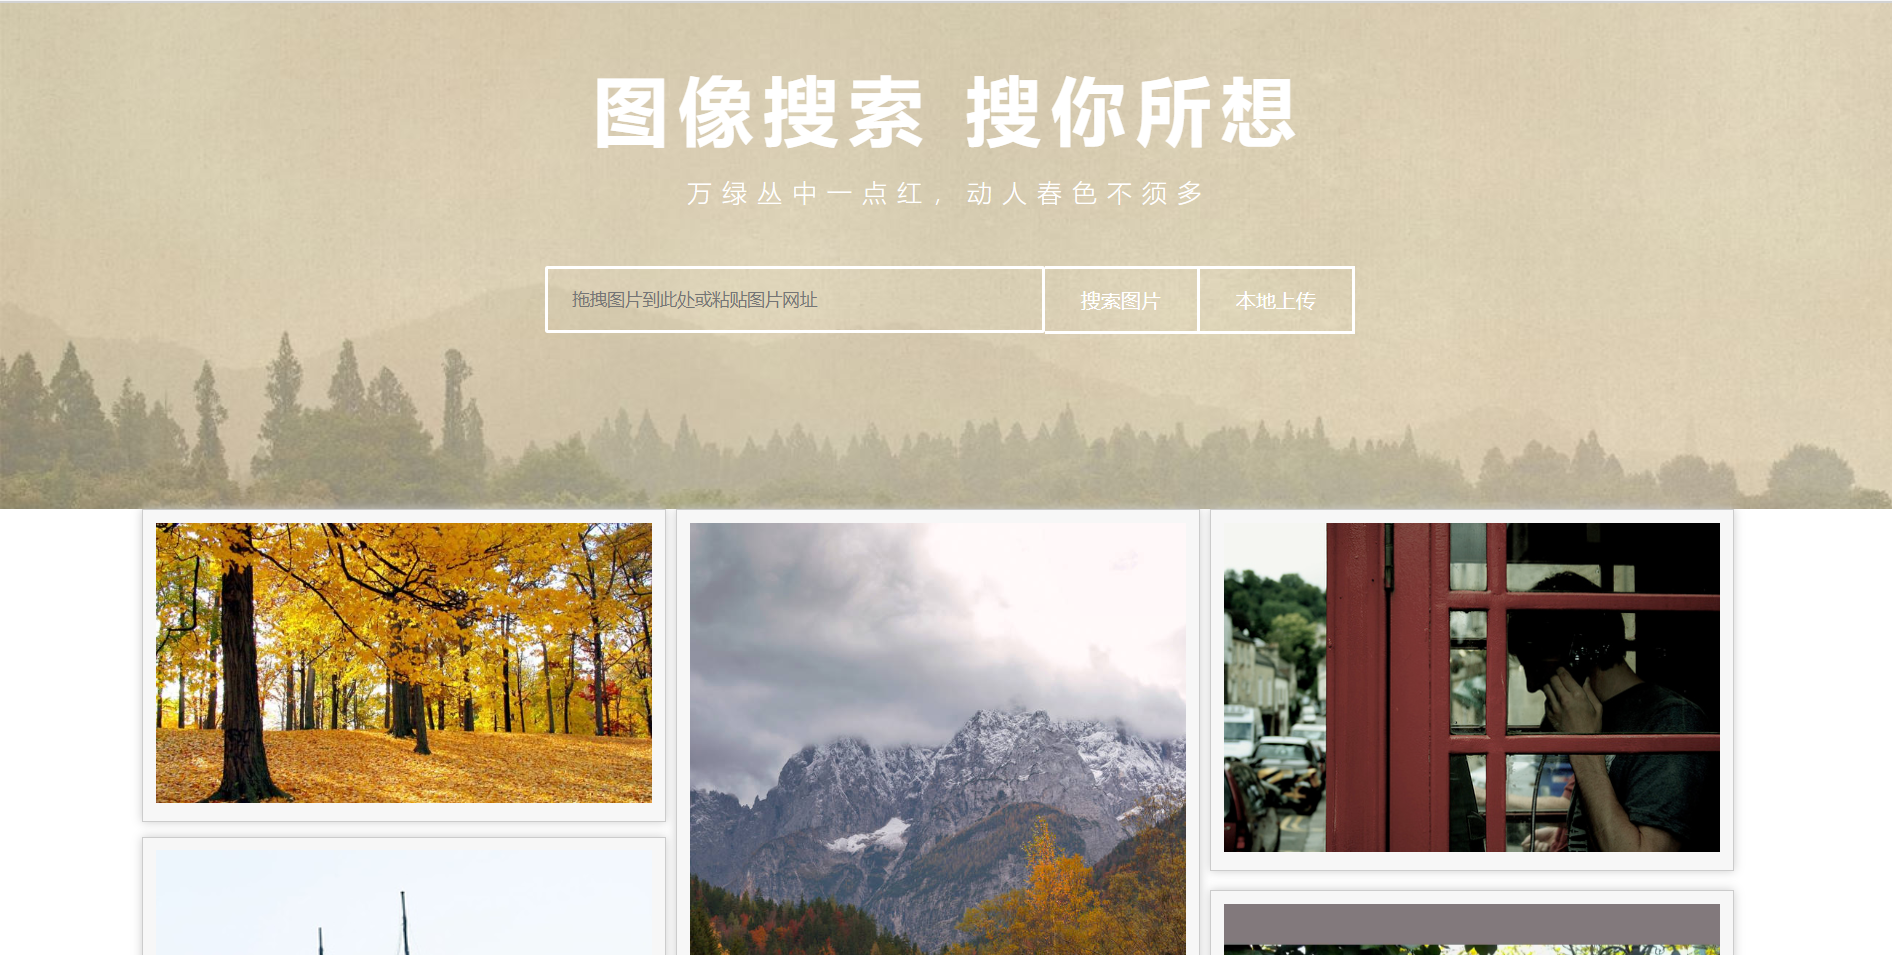 图像搜索 搜你所想
万绿丛中一点红，动人春色不须多
拖拽图片到此处或粘贴图片网址
搜索图片
本地上传